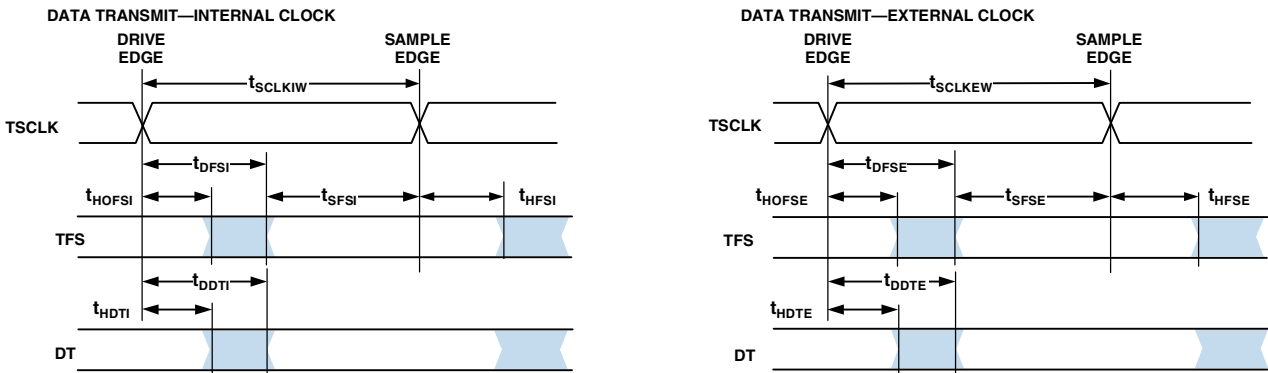 DATA TRANSMIT—INTERNAL CLOCK
DRIVE
EDGE
SAMPLE
EDGE
tSCLKIW
TSCLK
tDFSI
tHOFSI
tSFSI
tHFSI
TFS
tDDTI
tHDTI
DT
DATA TRANSMIT—EXTERNAL CLOCK
DRIVE
EDGE
SAMPLE
EDGE
tSCLKEW
TSCLK
tDFSE
tHOFSE
tSFSE
tHFSE
TFS
tDDTE
tHDTE
DT